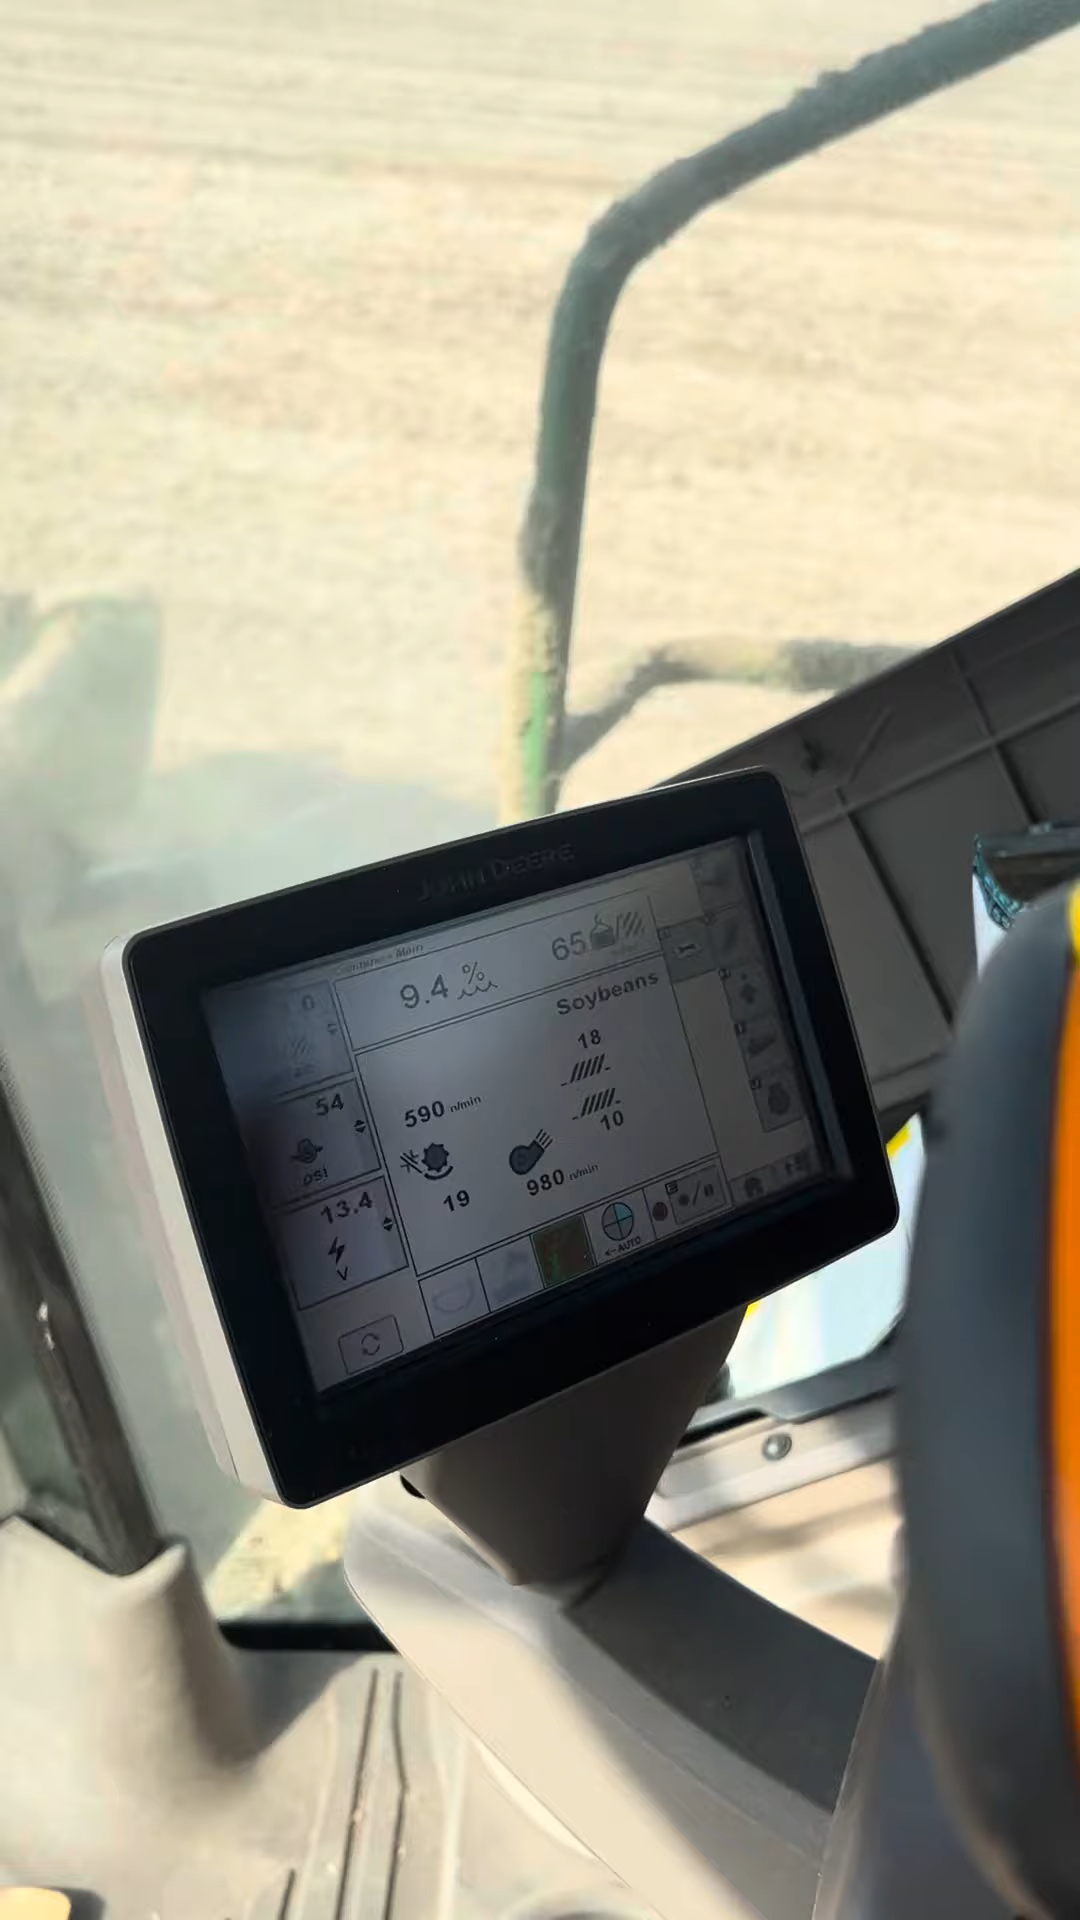 JOHN DEERE
Combine - Main
0
9.4 %
65
54
psi
13.4
V
Soybeans
18
10
590 n/min
19
980 n/min
<-AUTO